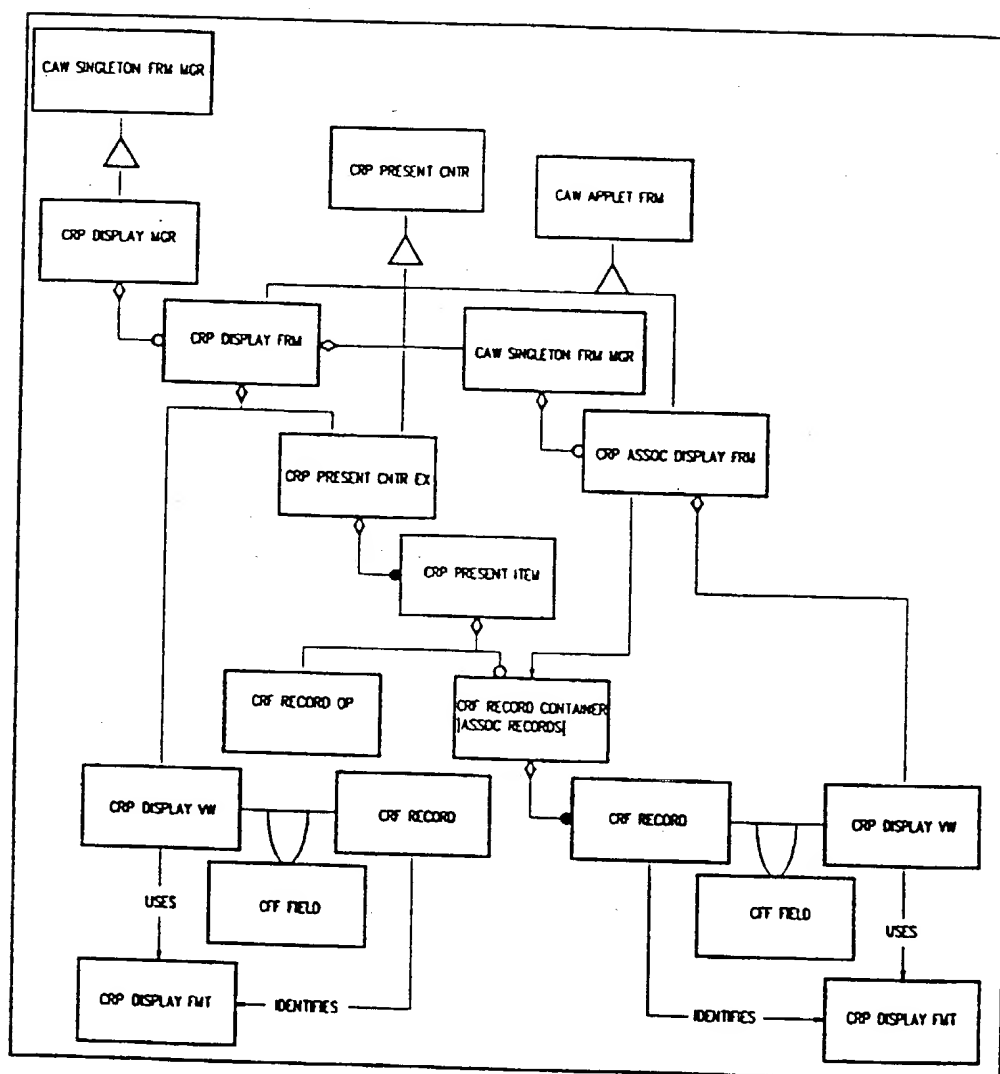 CAW SINGLETON FRM MGR
CRP PRESENT CNTR
CAW APPLET FRM
CRP DISPLAY MGR
CRP DISPLAY FRM
CAW SINGLETON FRM MGR
CRP ASSOC DISPLAY FRM
CRP PRESENT CNTR EX
CRP PRESENT ITEM
CRF RECORD OP
CRF RECORD CONTAINER
]ASSOC RECORDS[
CRP DISPLAY VW
CRF RECORD
CRF RECORD
CRP DISPLAY VW
USES
CFF FIELD
CFF FIELD
USES
CRP DISPLAY FMT
IDENTIFIES
IDENTIFIES
CRP DISPLAY FMT